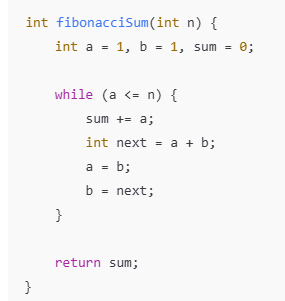 int fibonacciSum(int n) {
    int a = 1, b = 1, sum = 0;

    while (a <= n) {
        sum += a;
        int next = a + b;
        a = b;
        b = next;
    }

    return sum;
}